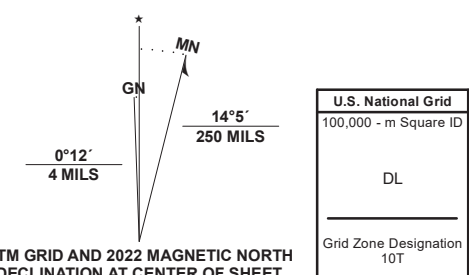 MN
GN
14°5´
250 MILS
0°12´
4 MILS
TM GRID AND 2022 MAGNETIC NORTH
DECLINATION AT CENTER OF SHEET
U.S. National Grid
100,000 - m Square ID
DL
Grid Zone Designation
10T